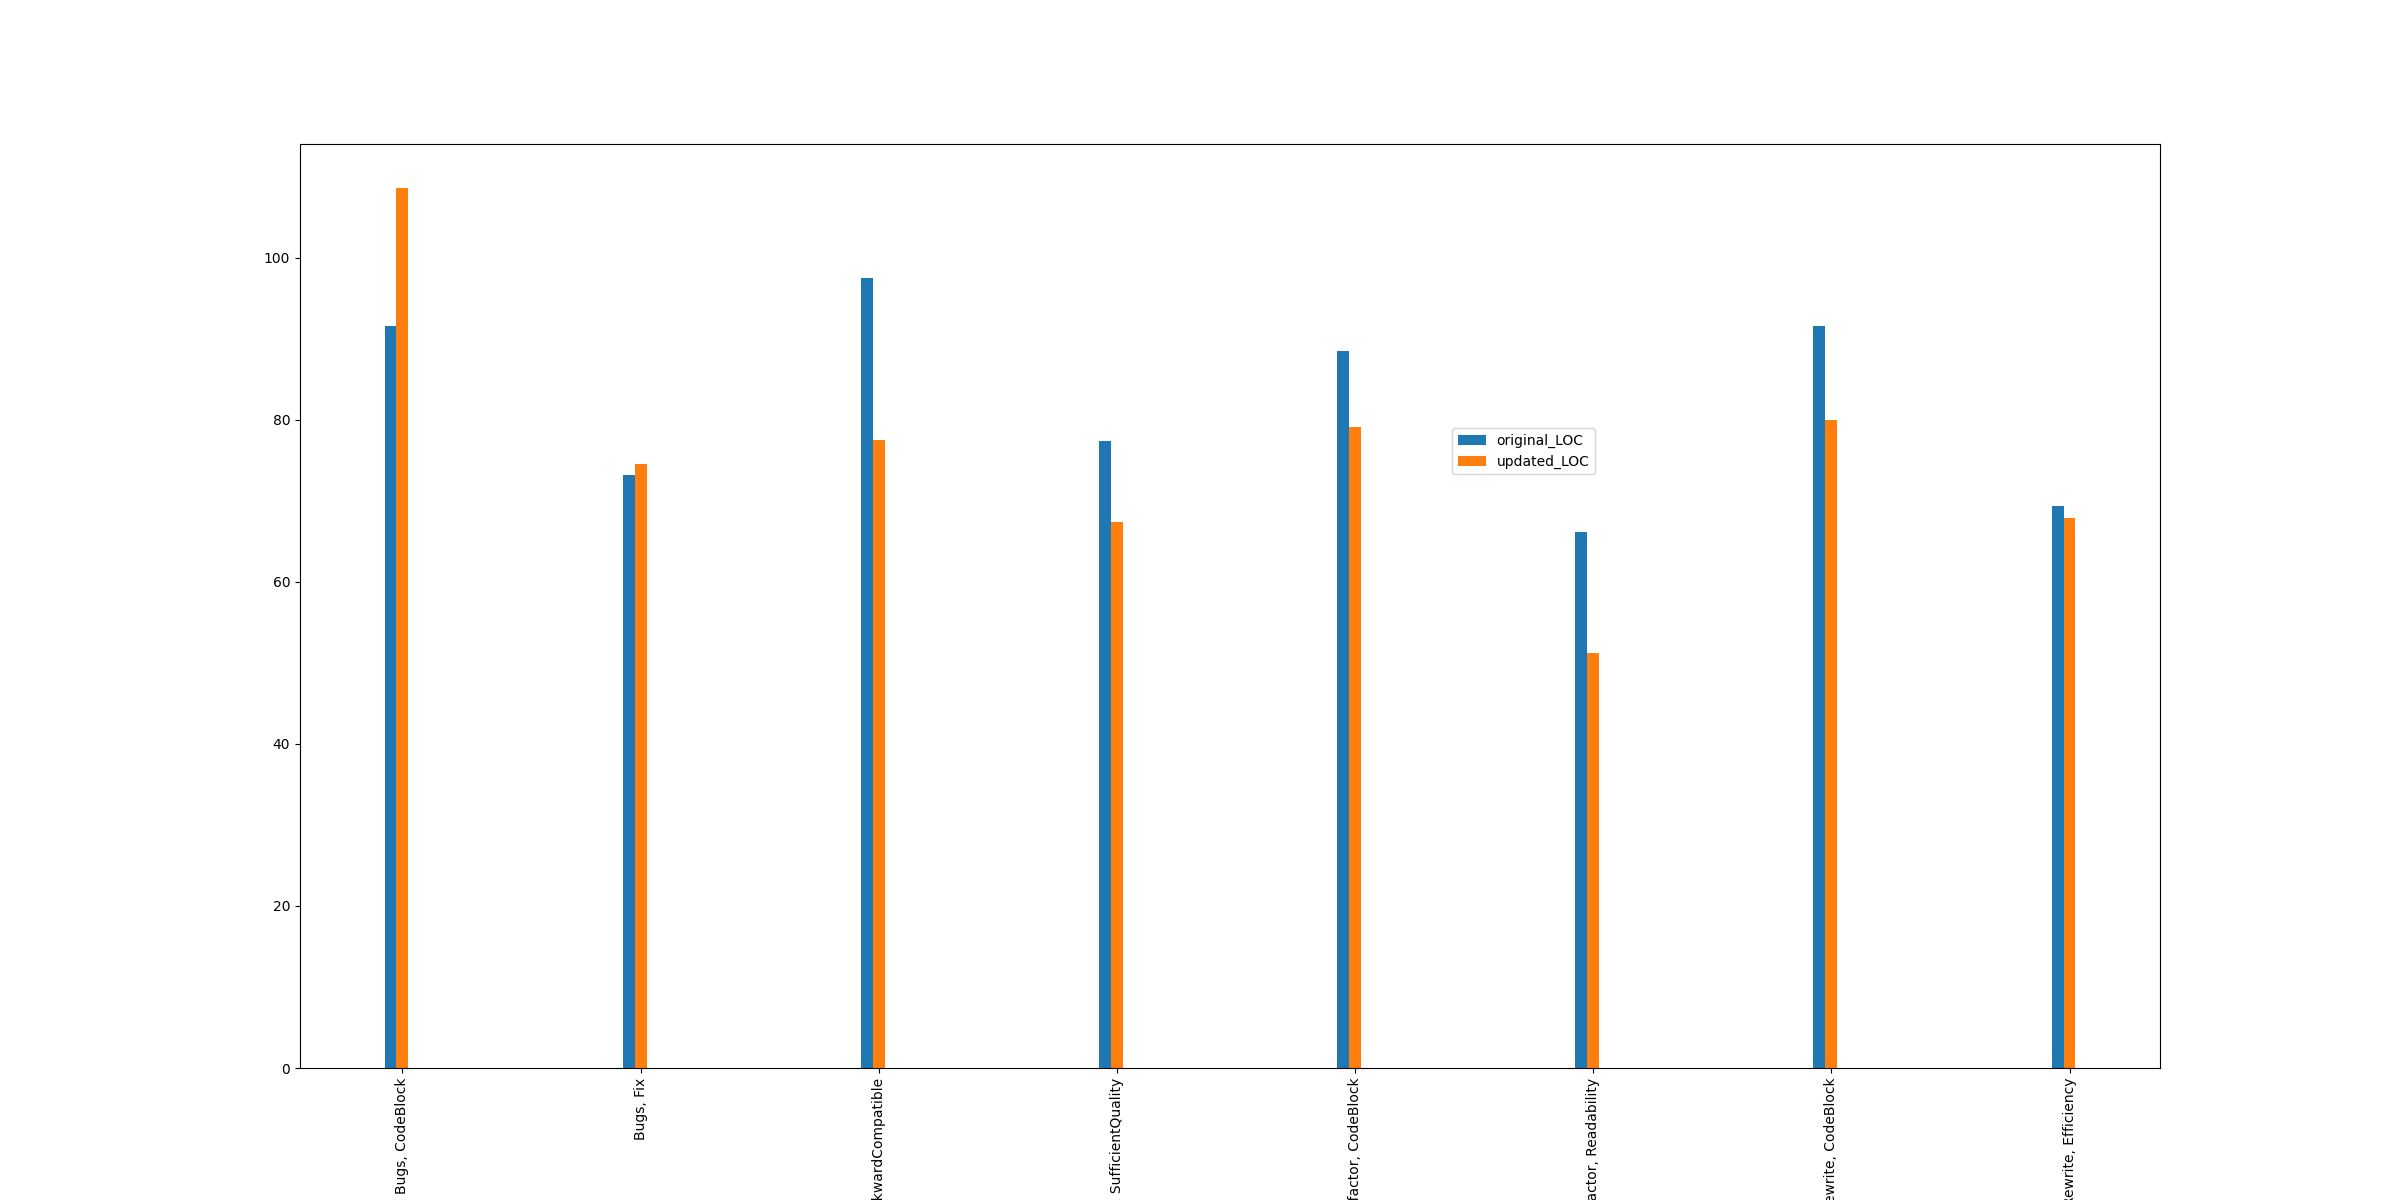 100
80
60
40
20
0
original_LOC
updated_LOC
Bugs, CodeBlock
Bugs, Fix
kwardCompatible
SufficientQuality
factor, CodeBlock
actor, Readability
ewrite, CodeBlock
ewrite, Efficiency